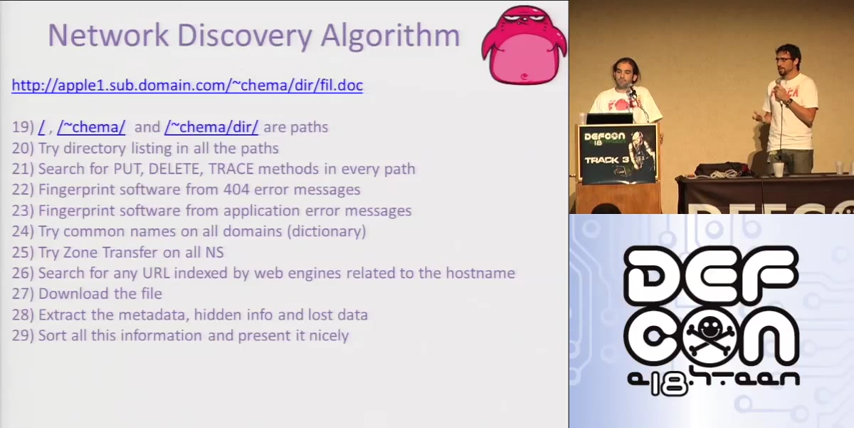 Network Discovery Algorithm
http://apple1.sub.domain.com/~chema/dir/fil.doc
19) / , /~chema/ and /~chema/dir/ are paths
20) Try directory listing in all the paths
21) Search for PUT, DELETE, TRACE methods in every path
22) Fingerprint software from 404 error messages
23) Fingerprint software from application error messages
24) Try common names on all domains (dictionary)
25) Try Zone Transfer on all NS
26) Search for any URL indexed by web engines related to the hostname
27) Download the file
28) Extract the metadata, hidden info and lost data
29) Sort all this information and present it nicely
DEFCON
18
TRACK 3
DEFCON
DEF
CON
e18hteen